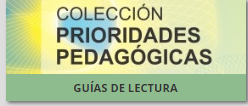 COLECCIÓN
PRIORIDADES
PEDAGÓGICAS
GUÍAS DE LECTURA